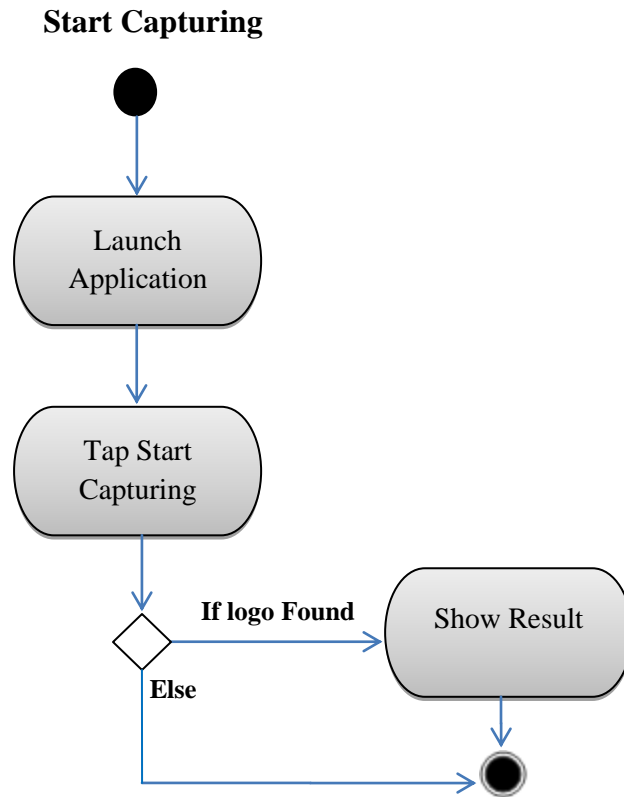 Start Capturing
Launch
Application
Tap Start
Capturing
If logo Found
Show Result
Else